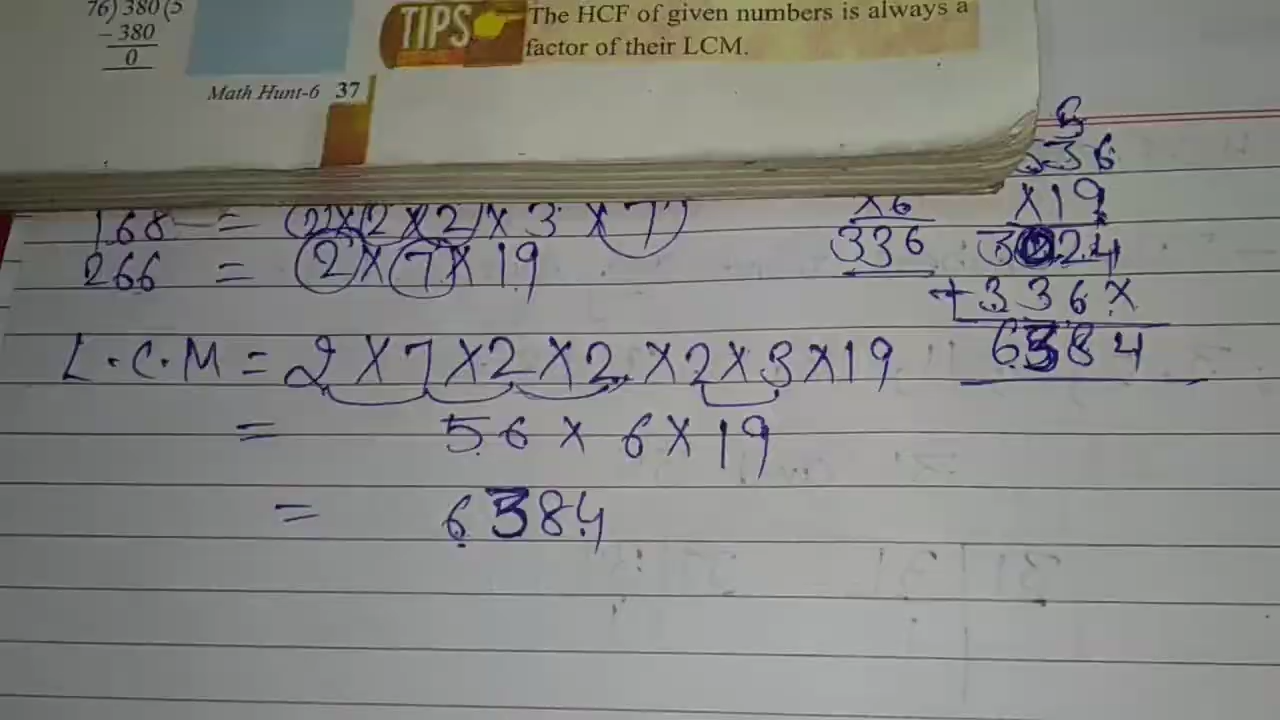 76) 380 (5
- 380
0
Math Hunt-6 37
TIPS
The HCF of given numbers is always a
factor of their LCM.
168 = 2 × 2 × 2 × 3 × 7
266 = 2 × 7 × 19
L.C.M = 2 × 7 × 2 × 2 × 2 × 3 × 19
= 56 × 6 × 19
= 6384
× 6
336
336
× 19
3024
+ 336×
6384